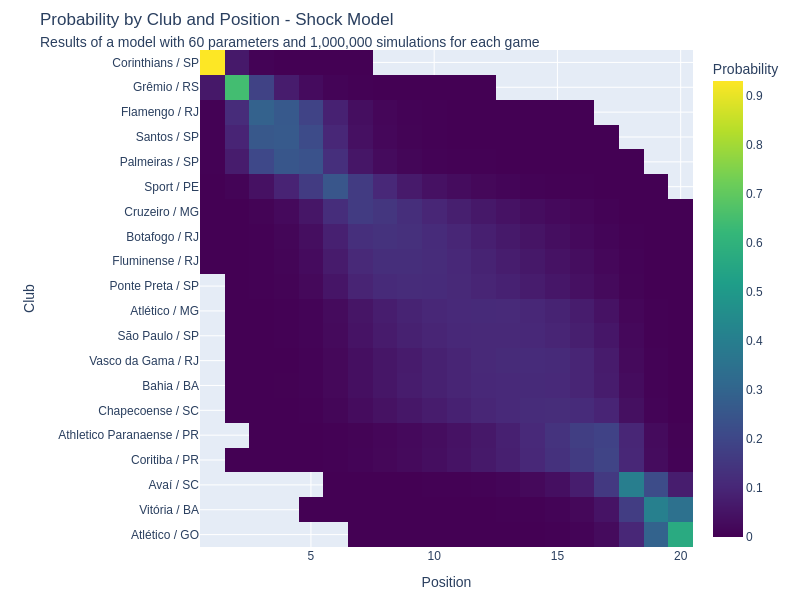 Probability by Club and Position - Shock Model
Results of a model with 60 parameters and 1,000,000 simulations for each game
Corinthians / SP
Grêmio / RS
Flamengo / RJ
Santos / SP
Palmeiras / SP
Sport / PE
Cruzeiro / MG
Botafogo / RJ
Fluminense / RJ
Ponte Preta / SP
Atlético / MG
São Paulo / SP
Vasco da Gama / RJ
Bahia / BA
Chapecoense / SC
Athletico Paranaense / PR
Coritiba / PR
Avaí / SC
Vitória / BA
Atlético / GO
Club
5
10
15
20
Position
Probability
0.9
0.8
0.7
0.6
0.5
0.4
0.3
0.2
0.1
0